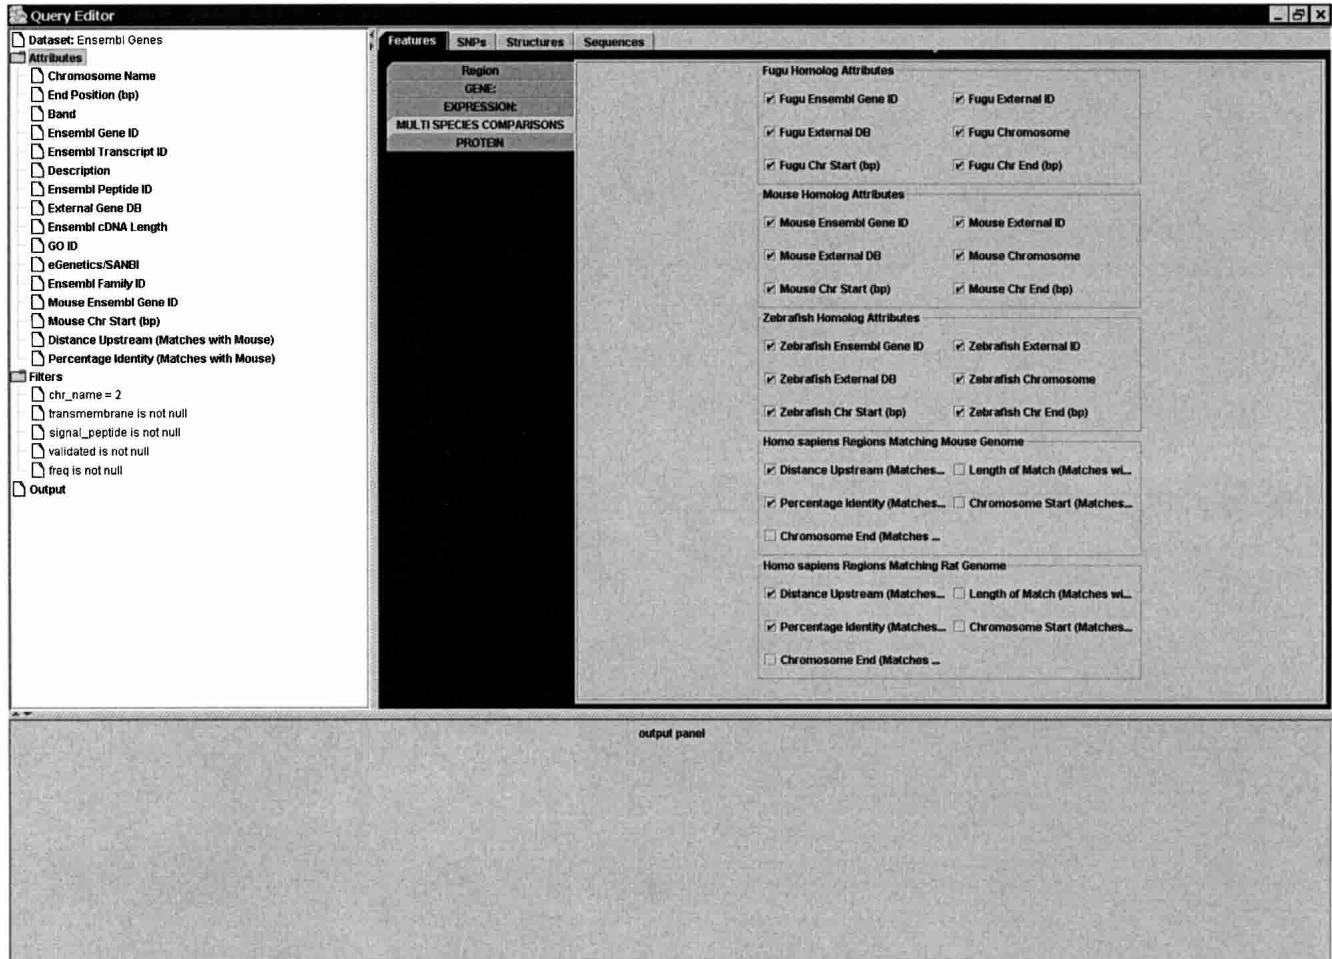 Query Editor
Dataset: Ensembl Genes
Attributes
Chromosome Name
End Position (bp)
Band
Ensembl Gene ID
Ensembl Transcript ID
Description
Ensembl Peptide ID
External Gene DB
Ensembl cDNA Length
GO ID
eGenetics/SANBI
Ensembl Family ID
Mouse Ensembl Gene ID
Mouse Chr Start (bp)
Distance Upstream (Matches with Mouse)
Percentage Identity (Matches with Mouse)
Filters
chr_name = 2
transmembrane is not null
signal_peptide is not null
validated is not null
freq is not null
Output
Features SNPs Structures Sequences
Region
GENE:
EXPRESSION:
MULTI SPECIES COMPARISONS
PROTEIN
Fugu Homolog Attributes
Fugu Ensembl Gene ID Fugu External ID
Fugu External DB Fugu Chromosome
Fugu Chr Start (bp) Fugu Chr End (bp)
Mouse Homolog Attributes
Mouse Ensembl Gene ID Mouse External ID
Mouse External DB Mouse Chromosome
Mouse Chr Start (bp) Mouse Chr End (bp)
Zebrafish Homolog Attributes
Zebrafish Ensembl Gene ID Zebrafish External ID
Zebrafish External DB Zebrafish Chromosome
Zebrafish Chr Start (bp) Zebrafish Chr End (bp)
Homo sapiens Regions Matching Mouse Genome
Distance Upstream (Matches... Length of Match (Matches wi...
Percentage Identity (Matches... Chromosome Start (Matches...
Chromosome End (Matches ...
Homo sapiens Regions Matching Rat Genome
Distance Upstream (Matches... Length of Match (Matches wi...
Percentage Identity (Matches... Chromosome Start (Matches...
Chromosome End (Matches ...
output panel